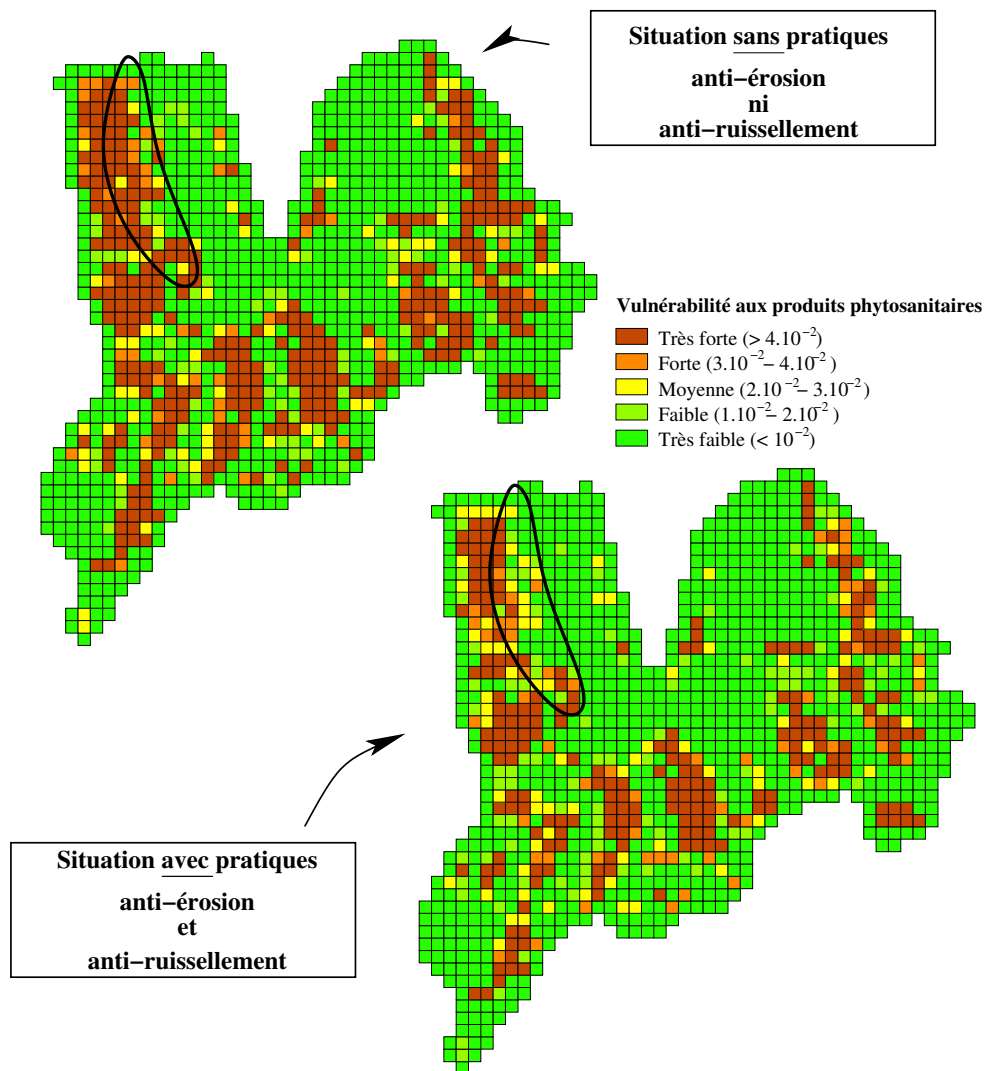 Situation sans pratiques
anti−érosion
ni
anti−ruissellement
Vulnérabilité aux produits phytosanitaires
Très forte (> 4.10⁻²)
Forte (3.10⁻²− 4.10⁻²)
Moyenne (2.10⁻²− 3.10⁻²)
Faible (1.10⁻²− 2.10⁻²)
Très faible (< 10⁻²)
Situation avec pratiques
anti−érosion
et
anti−ruissellement